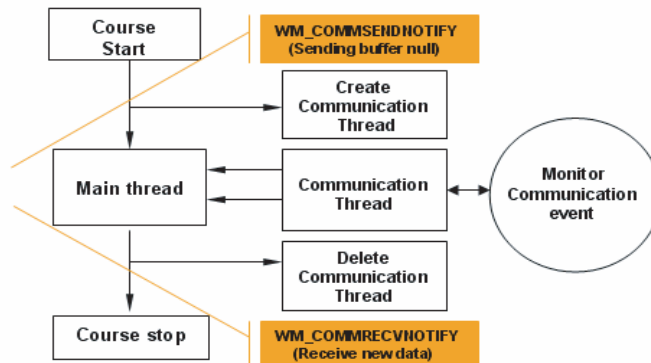 Course
Start
WM_COMMSENDNOTIFY
(Sending buffer null)
Create
Communication
Thread
Main thread
Communication
Thread
Monitor
Communication
event
Delete
Communication
Thread
Course stop
WM_COMMRECVNOTIFY
(Receive new data)